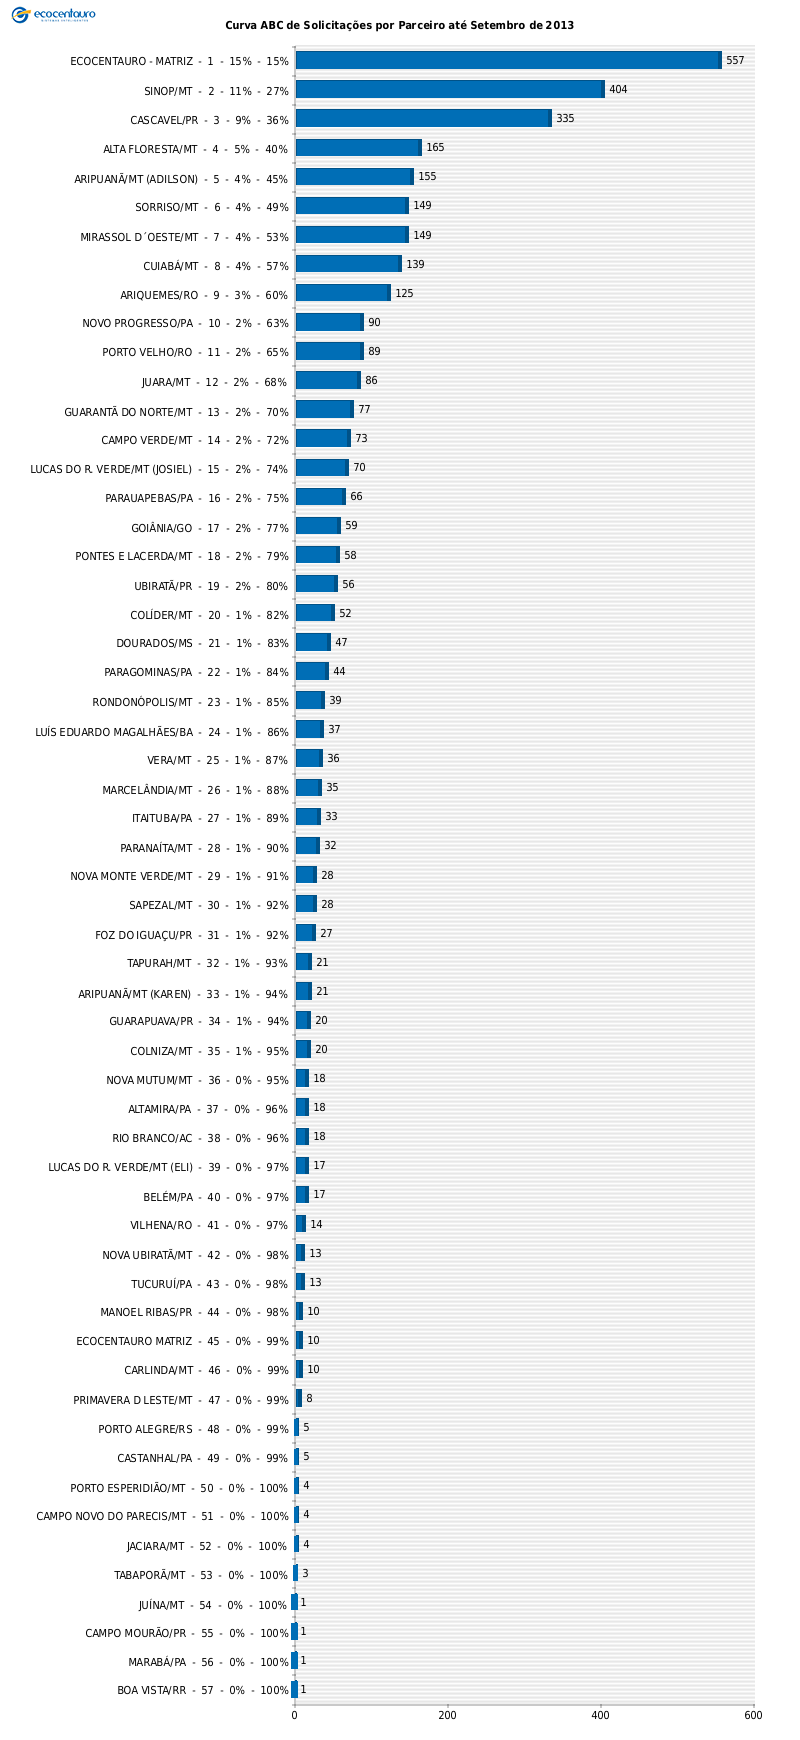 ecocentauro
Curva ABC de Solicitações por Parceiro até Setembro de 2013
ECOCENTAURO - MATRIZ - 1 - 15% - 15% 557
SINOP/MT - 2 - 11% - 27% 404
CASCAVEL/PR - 3 - 9% - 36% 335
ALTA FLORESTA/MT - 4 - 5% - 40% 165
ARIPUANÃ/MT (ADILSON) - 5 - 4% - 45% 155
SORRISO/MT - 6 - 4% - 49% 149
MIRASSOL D´OESTE/MT - 7 - 4% - 53% 149
CUIABÁ/MT - 8 - 4% - 57% 139
ARIQUEMES/RO - 9 - 3% - 60% 125
NOVO PROGRESSO/PA - 10 - 2% - 63% 90
PORTO VELHO/RO - 11 - 2% - 65% 89
JUARA/MT - 12 - 2% - 68% 86
GUARANTÃ DO NORTE/MT - 13 - 2% - 70% 77
CAMPO VERDE/MT - 14 - 2% - 72% 73
LUCAS DO R. VERDE/MT (JOSIEL) - 15 - 2% - 74% 70
PARAUAPEBAS/PA - 16 - 2% - 75% 66
GOIÂNIA/GO - 17 - 2% - 77% 59
PONTES E LACERDA/MT - 18 - 2% - 79% 58
UBIRATÃ/PR - 19 - 2% - 80% 56
COLÍDER/MT - 20 - 1% - 82% 52
DOURADOS/MS - 21 - 1% - 83% 47
PARAGOMINAS/PA - 22 - 1% - 84% 44
RONDONÓPOLIS/MT - 23 - 1% - 85% 39
LUÍS EDUARDO MAGALHÃES/BA - 24 - 1% - 86% 37
VERA/MT - 25 - 1% - 87% 36
MARCELÂNDIA/MT - 26 - 1% - 88% 35
ITAITUBA/PA - 27 - 1% - 89% 33
PARANAÍTA/MT - 28 - 1% - 90% 32
NOVA MONTE VERDE/MT - 29 - 1% - 91% 28
SAPEZAL/MT - 30 - 1% - 92% 28
FOZ DO IGUAÇU/PR - 31 - 1% - 92% 27
TAPURAH/MT - 32 - 1% - 93% 21
ARIPUANÃ/MT (KAREN) - 33 - 1% - 94% 21
GUARAPUAVA/PR - 34 - 1% - 94% 20
COLNIZA/MT - 35 - 1% - 95% 20
NOVA MUTUM/MT - 36 - 0% - 95% 18
ALTAMIRA/PA - 37 - 0% - 96% 18
RIO BRANCO/AC - 38 - 0% - 96% 18
LUCAS DO R. VERDE/MT (ELI) - 39 - 0% - 97% 17
BELÉM/PA - 40 - 0% - 97% 17
VILHENA/RO - 41 - 0% - 97% 14
NOVA UBIRATÃ/MT - 42 - 0% - 98% 13
TUCURUÍ/PA - 43 - 0% - 98% 13
MANOEL RIBAS/PR - 44 - 0% - 98% 10
ECOCENTAURO MATRIZ - 45 - 0% - 99% 10
CARLINDA/MT - 46 - 0% - 99% 10
PRIMAVERA D LESTE/MT - 47 - 0% - 99% 8
PORTO ALEGRE/RS - 48 - 0% - 99% 5
CASTANHAL/PA - 49 - 0% - 99% 5
PORTO ESPERIDIÃO/MT - 50 - 0% - 100% 4
CAMPO NOVO DO PARECIS/MT - 51 - 0% - 100% 4
JACIARA/MT - 52 - 0% - 100% 4
TABAPORÃ/MT - 53 - 0% - 100% 3
JUÍNA/MT - 54 - 0% - 100% 1
CAMPO MOURÃO/PR - 55 - 0% - 100% 1
MARABÁ/PA - 56 - 0% - 100% 1
BOA VISTA/RR - 57 - 0% - 100% 1
0 200 400 600